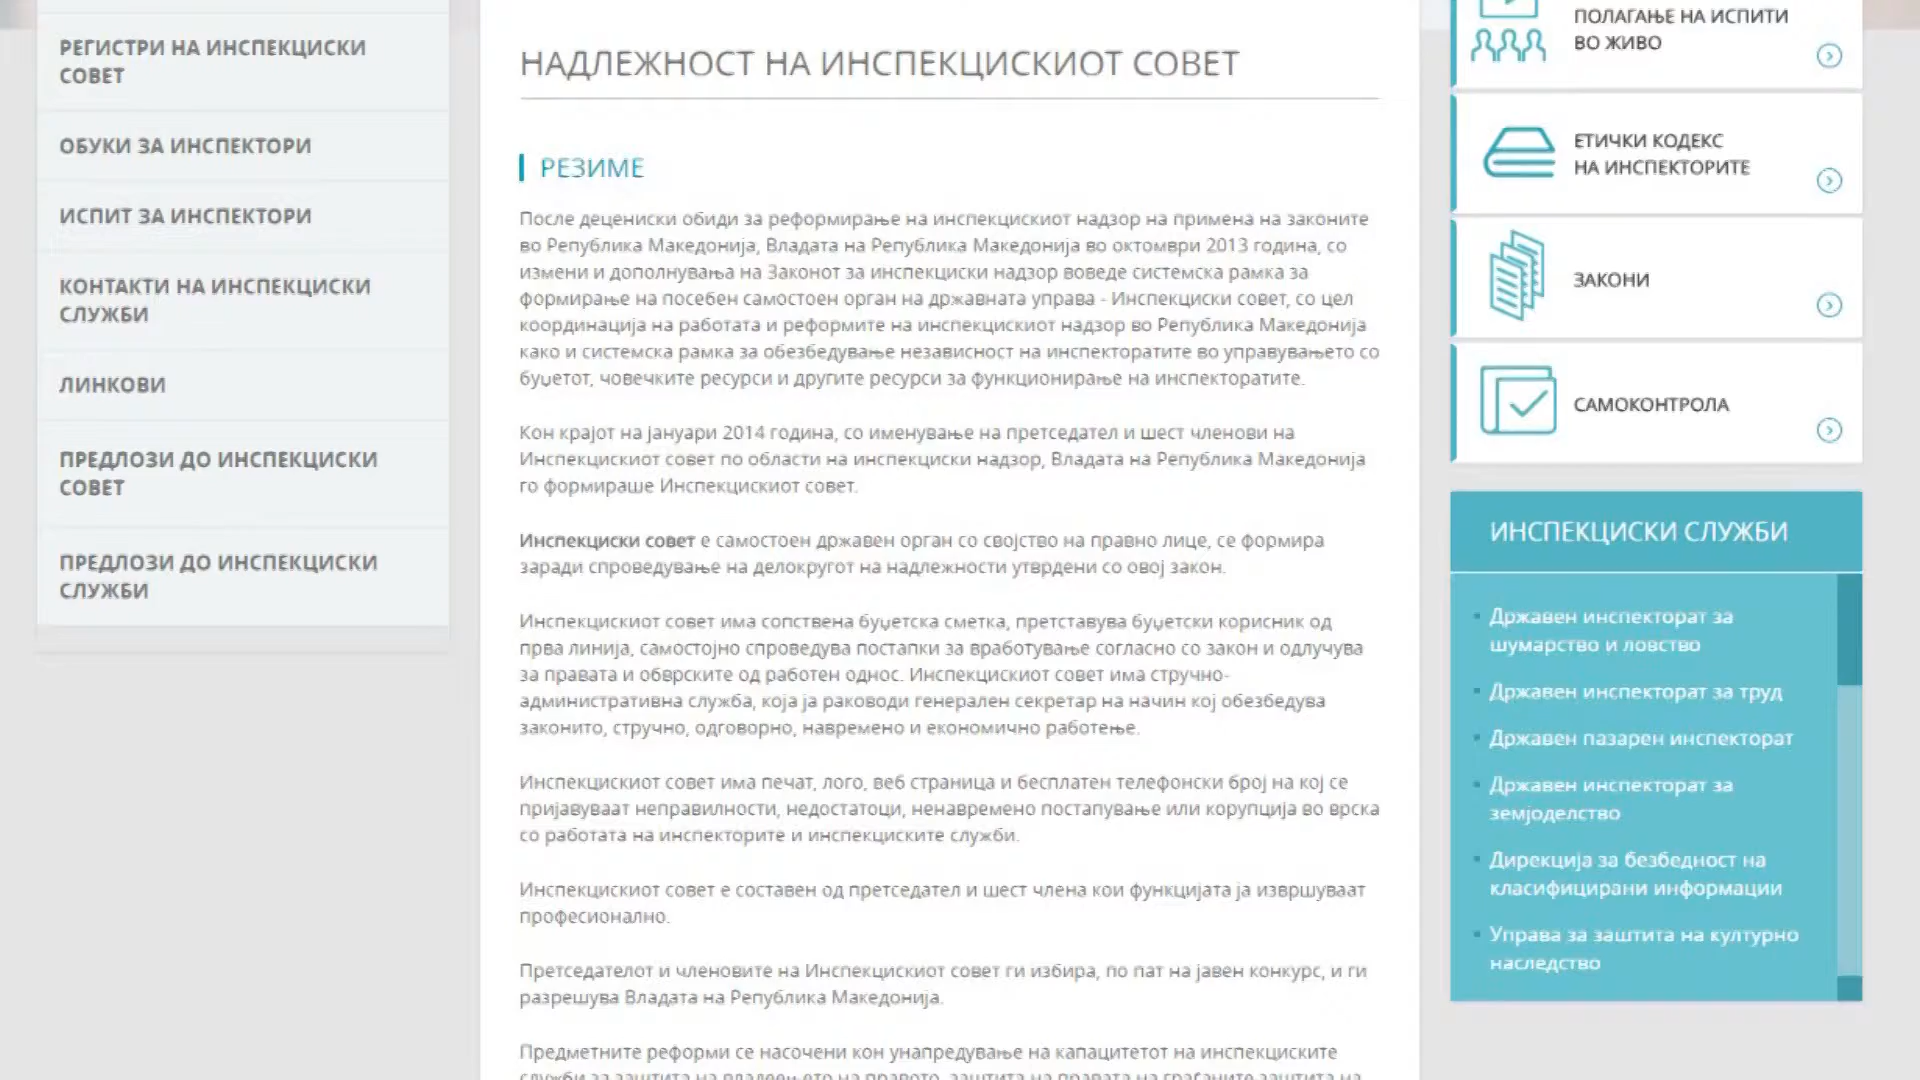 РЕГИСТРИ НА ИНСПЕКЦИСКИ
СОВЕТ
ОБУКИ ЗА ИНСПЕКТОРИ
ИСПИТ ЗА ИНСПЕКТОРИ
КОНТАКТИ НА ИНСПЕКЦИСКИ
СЛУЖБИ
ЛИНКОВИ
ПРЕДЛОЗИ ДО ИНСПЕКЦИСКИ
СОВЕТ
ПРЕДЛОЗИ ДО ИНСПЕКЦИСКИ
СЛУЖБИ
НАДЛЕЖНОСТ НА ИНСПЕКЦИСКИОТ СОВЕТ
РЕЗИМЕ
После децениски обиди за реформирање на инспекцискиот надзор на примена на законите
во Република Македонија, Владата на Република Македонија во октомври 2013 година, со
измени и дополнувања на Законот за инспекциски надзор воведе системска рамка за
формирање на посебен самостоен орган на државната управа - Инспекциски совет, со цел
координација на работата и реформите на инспекцискиот надзор во Република Македонија
како и системска рамка за обезбедување независност на инспекторатите во управувањето со
буџетот, човечките ресурси и другите ресурси за функционирање на инспекторатите.
Кон крајот на јануари 2014 година, со именување на претседател и шест членови на
Инспекцискиот совет по области на инспекциски надзор, Владата на Република Македонија
го формираше Инспекцискиот совет.
Инспекциски совет е самостоен државен орган со својство на правно лице, се формира
заради спроведување на делокругот на надлежности утврдени со овој закон.
Инспекцискиот совет има сопствена буџетска сметка, претставува буџетски корисник од
прва линија, самостојно спроведува постапки за вработување согласно со закон и одлучува
за правата и обврските од работен однос. Инспекцискиот совет има стручно-
административна служба, која ја раководи генерален секретар на начин кој обезбедува
законито, стручно, одговорно, навремено и економично работење.
Инспекцискиот совет има печат, лого, веб страница и бесплатен телефонски број на кој се
пријавуваат неправилности, недостатоци, ненавремено постапување или корупција во врска
со работата на инспекторите и инспекциските служби.
Инспекцискиот совет е составен од претседател и шест члена кои функцијата ја извршуваат
професионално.
Претседателот и членовите на Инспекцискиот совет ги избира, по пат на јавен конкурс, и ги
разрешува Владата на Република Македонија.
Предметните реформи се насочени кон унапредување на капацитетот на инспекциските
служби за заштита на владеењето на правото, заштита на правата на граѓаните заштита на
ПОЛАГАЊЕ НА ИСПИТИ
ВО ЖИВО
ЕТИЧКИ КОДЕКС
НА ИНСПЕКТОРИТЕ
ЗАКОНИ
САМОКОНТРОЛА
ИНСПЕКЦИСКИ СЛУЖБИ
Државен инспекторат за
шумарство и ловство
Државен инспекторат за труд
Државен пазарен инспекторат
Државен инспекторат за
земјоделство
Дирекција за безбедност на
класифицирани информации
Управа за заштита на културно
наследство